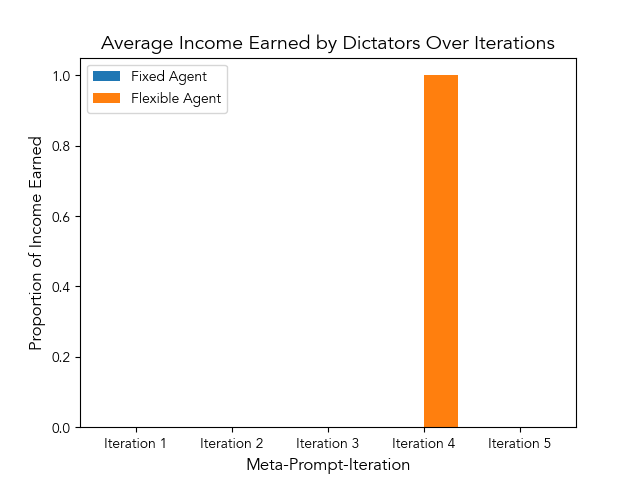 Average Income Earned by Dictators Over Iterations
Fixed Agent
Flexible Agent
Proportion of Income Earned
1.0
0.8
0.6
0.4
0.2
0.0
Iteration 1
Iteration 2
Iteration 3
Iteration 4
Iteration 5
Meta-Prompt-Iteration